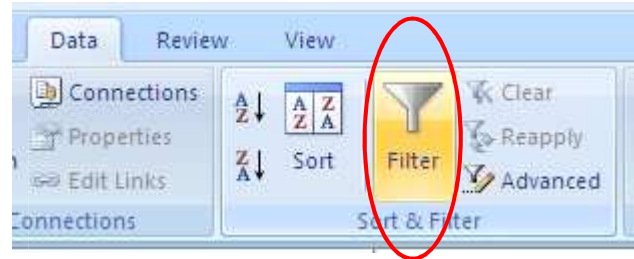 Data Review View
Connections
Properties
Edit Links
Connections
A
Z
Z
A
A Z
Z A
Sort
Filter
Clear
Reapply
Advanced
Sort & Filter